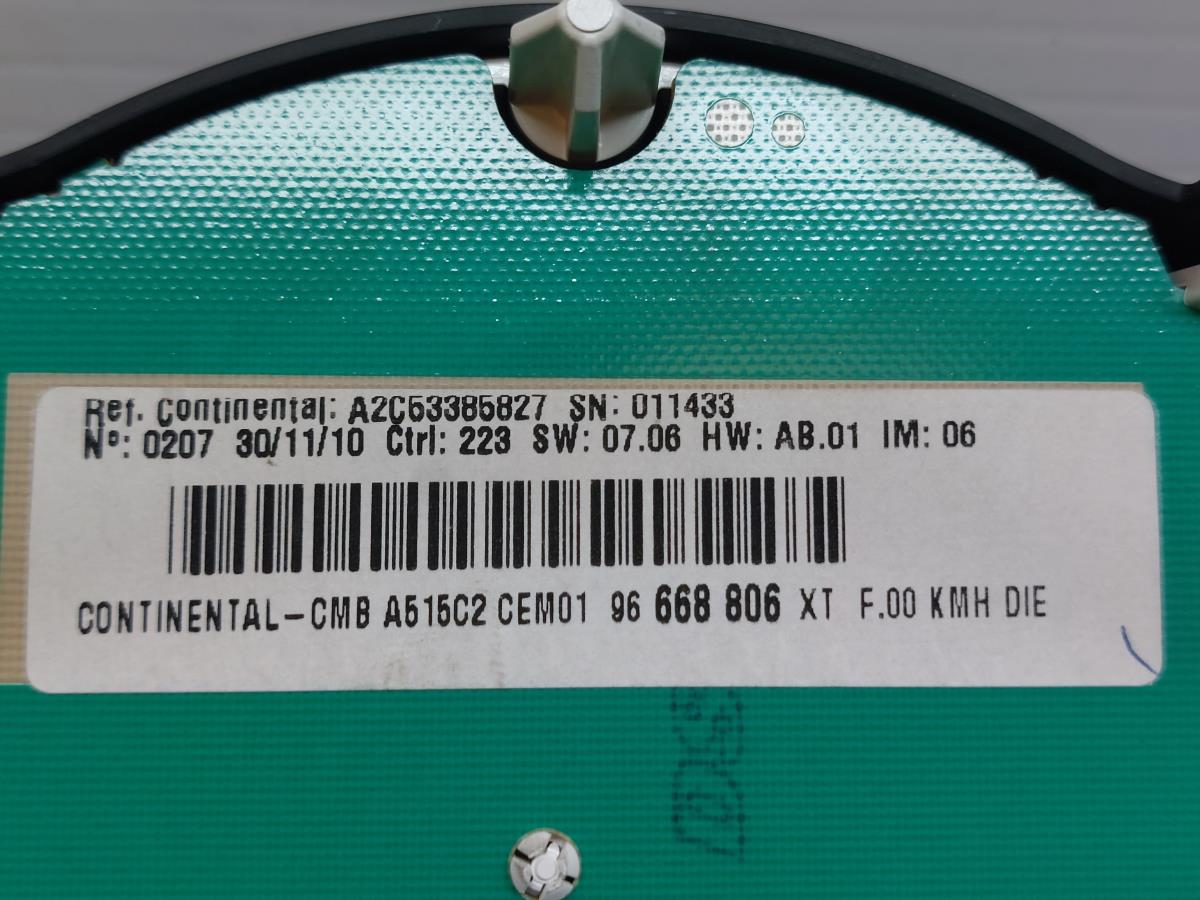 Ref. Continental: A2C53385827 SN: 011433
Nº: 0207 30/11/10 Ctrl: 223 SW: 07.06 HW: AB.01 IM: 06
CONTINENTAL-CMB A515C2 CEM01 96 668 806 XT F.00 KMH DIE